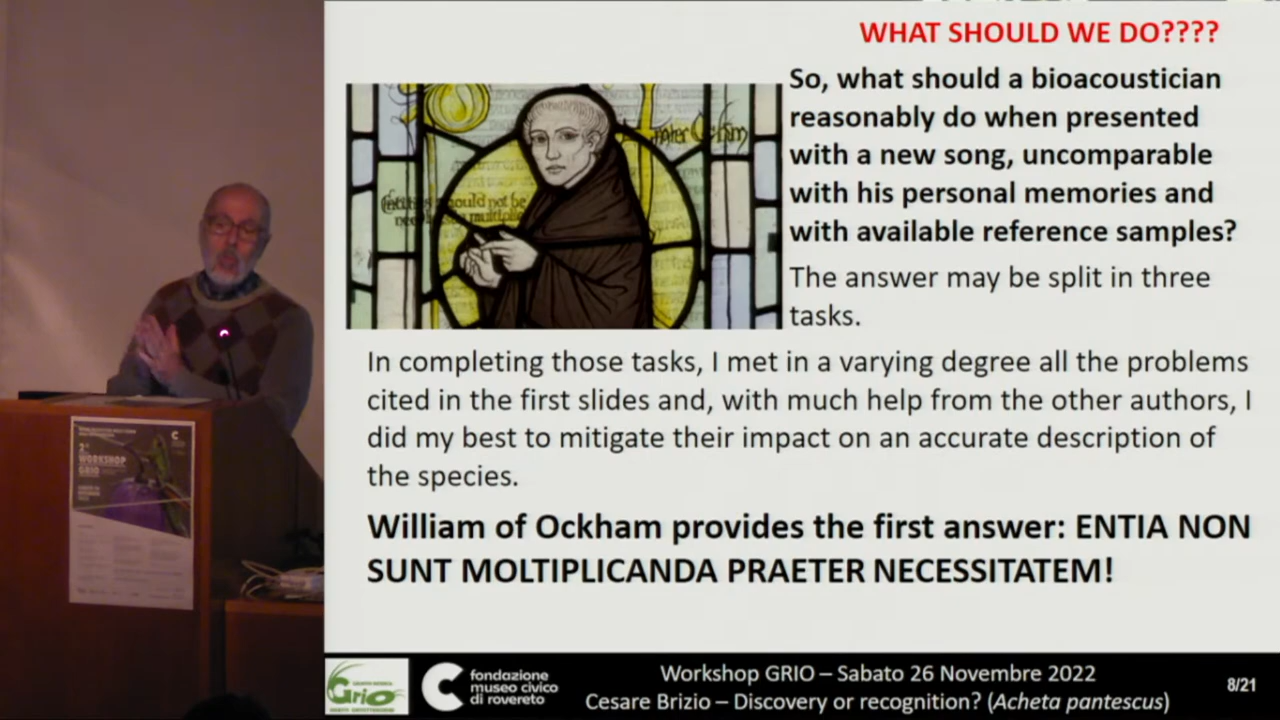 WHAT SHOULD WE DO????
So, what should a bioacoustician
reasonably do when presented
with a new song, uncomparable
with his personal memories and
with available reference samples?
The answer may be split in three
tasks.
In completing those tasks, I met in a varying degree all the problems
cited in the first slides and, with much help from the other authors, I
did my best to mitigate their impact on an accurate description of
the species.
William of Ockham provides the first answer: ENTIA NON
SUNT MOLTIPLICANDA PRAETER NECESSITATEM!
should not be
WORKSHOP
GRIO
Grio
fondazione
museo civico
di rovereto
Workshop GRIO – Sabato 26 Novembre 2022
Cesare Brizio – Discovery or recognition? (Acheta pantescus)
8/21